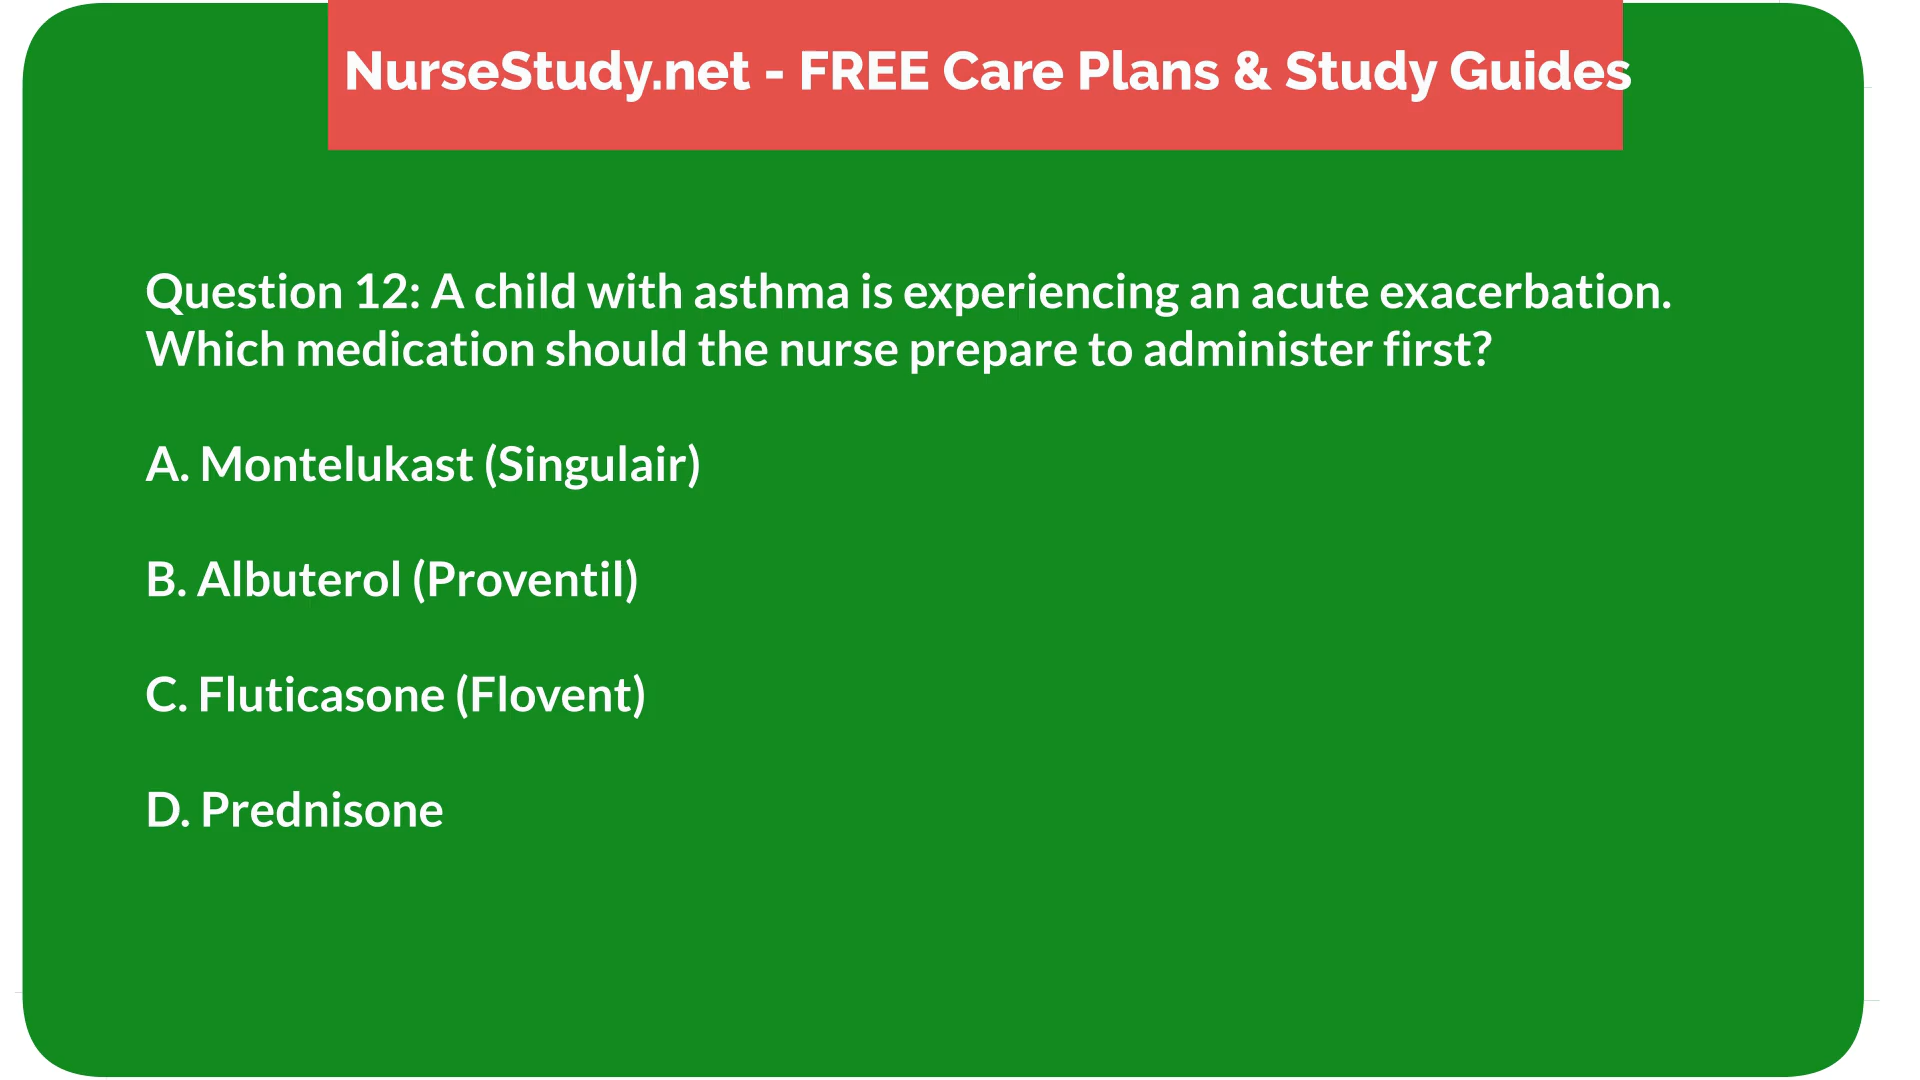 NurseStudy.net - FREE Care Plans & Study Guides
Question 12: A child with asthma is experiencing an acute exacerbation.
Which medication should the nurse prepare to administer first?
A. Montelukast (Singulair)
B. Albuterol (Proventil)
C. Fluticasone (Flovent)
D. Prednisone